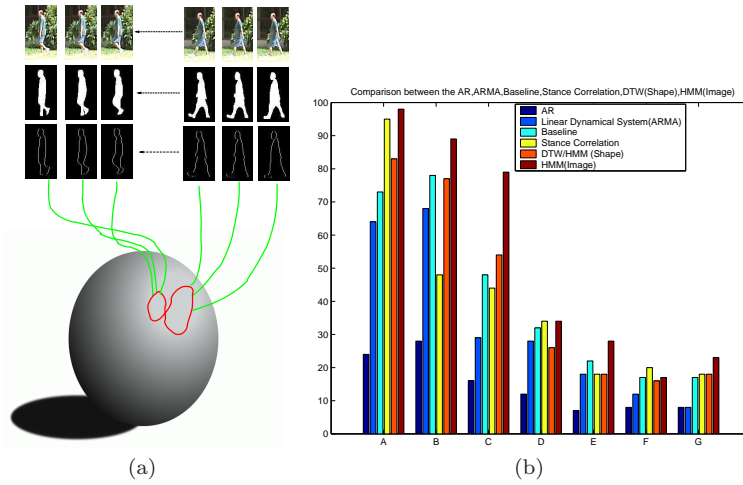 Comparison between the AR,ARMA,Baseline,Stance Correlation,DTW(Shape),HMM(Image)
100
90
80
70
60
50
40
30
20
10
0
AR
Linear Dynamical System(ARMA)
Baseline
Stance Correlation
DTW/HMM (Shape)
HMM(Image)
A B C D E F G
(a) (b)